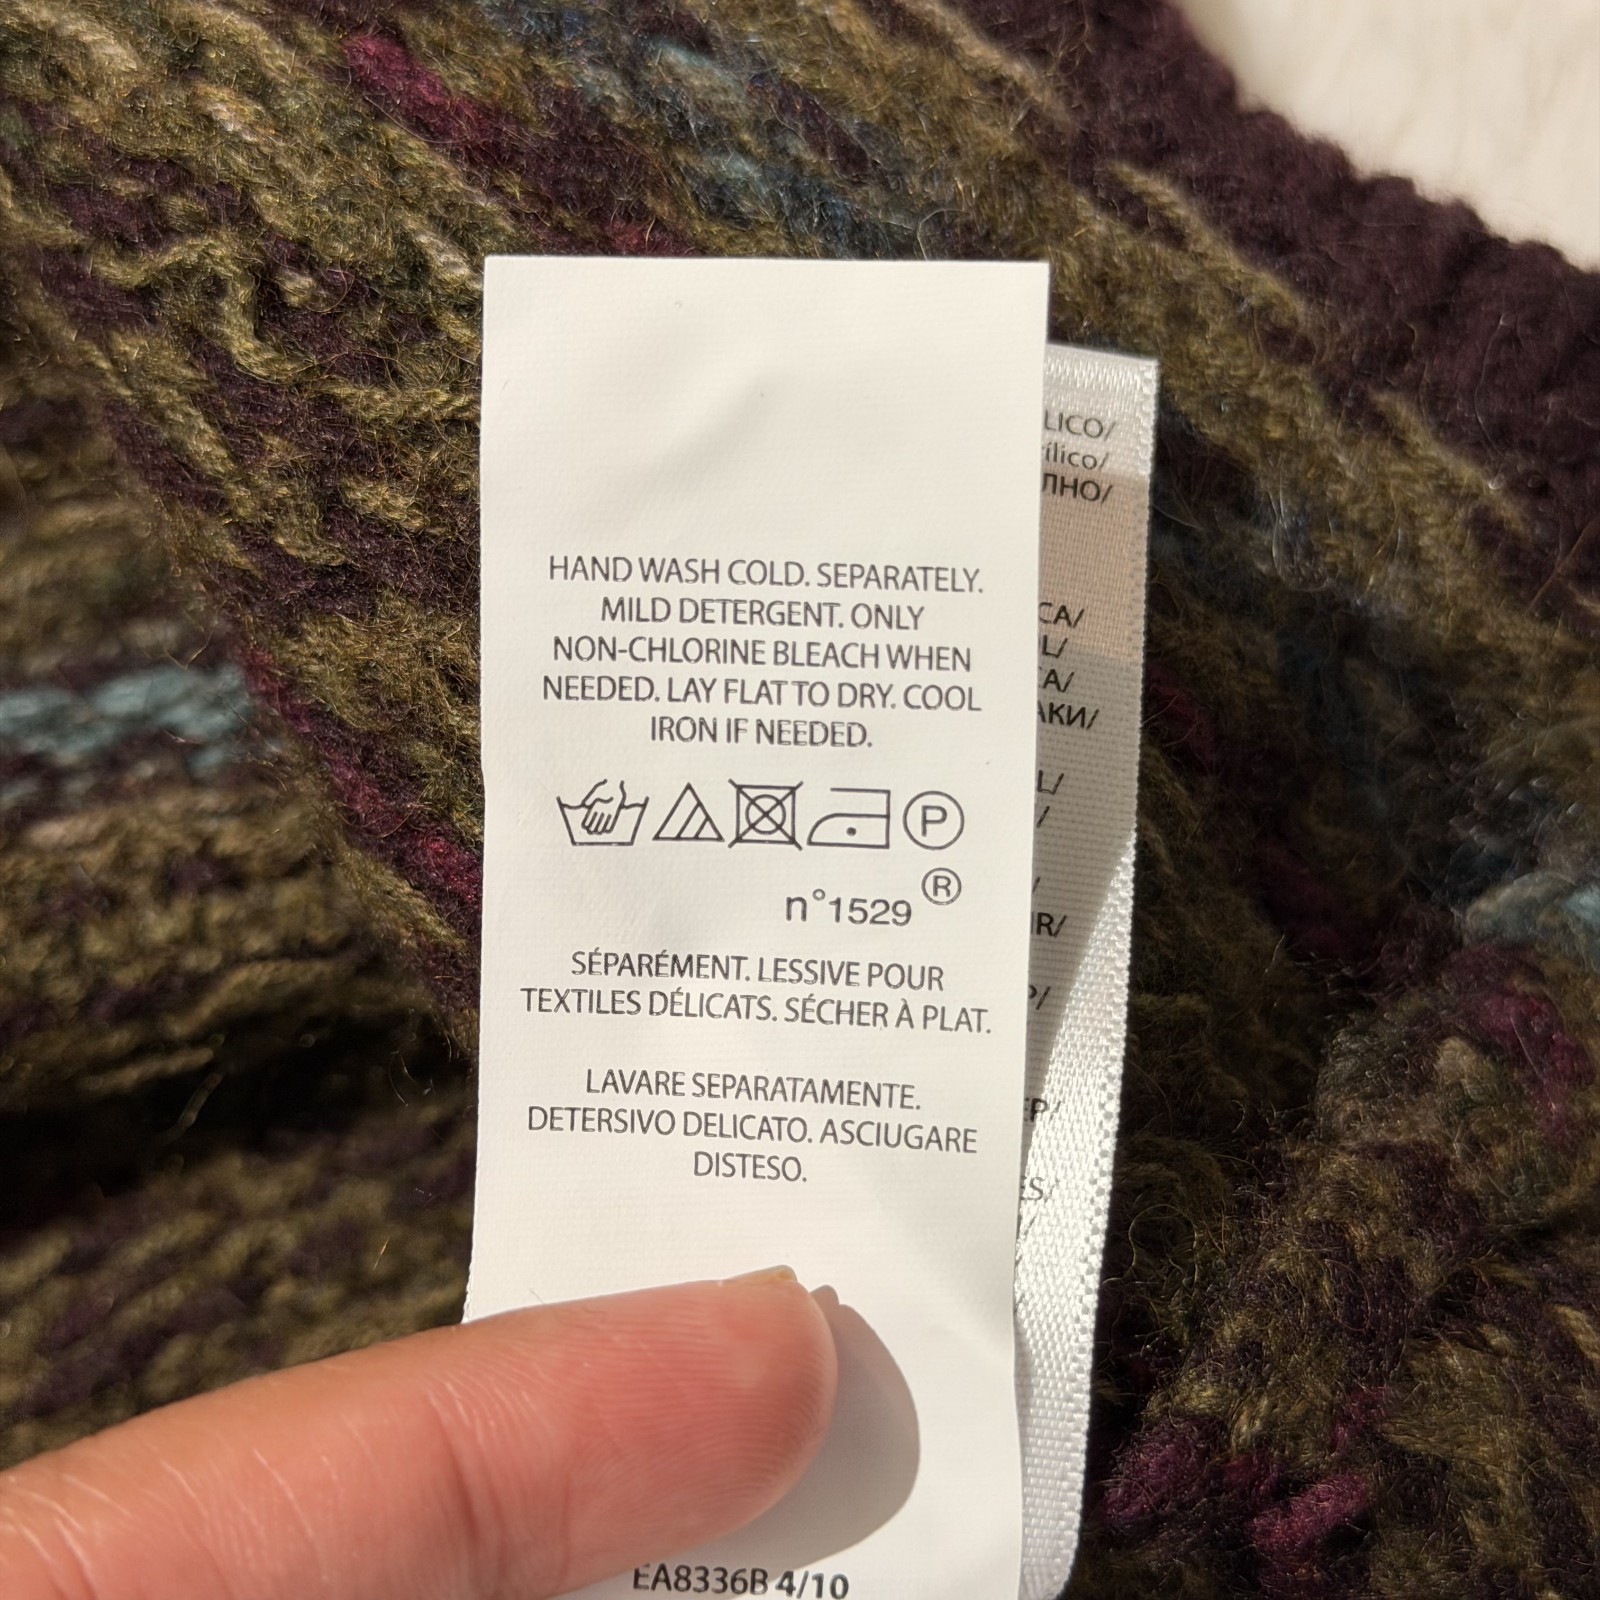 HAND WASH COLD. SEPARATELY.
MILD DETERGENT. ONLY
NON-CHLORINE BLEACH WHEN
NEEDED. LAY FLAT TO DRY. COOL
IRON IF NEEDED.
P
n°1529 ®
SÉPARÉMENT. LESSIVE POUR
TEXTILES DÉLICATS. SÉCHER À PLAT.
LAVARE SEPARATAMENTE.
DETERSIVO DELICATO. ASCIUGARE
DISTESO.
EA8336B 4/10